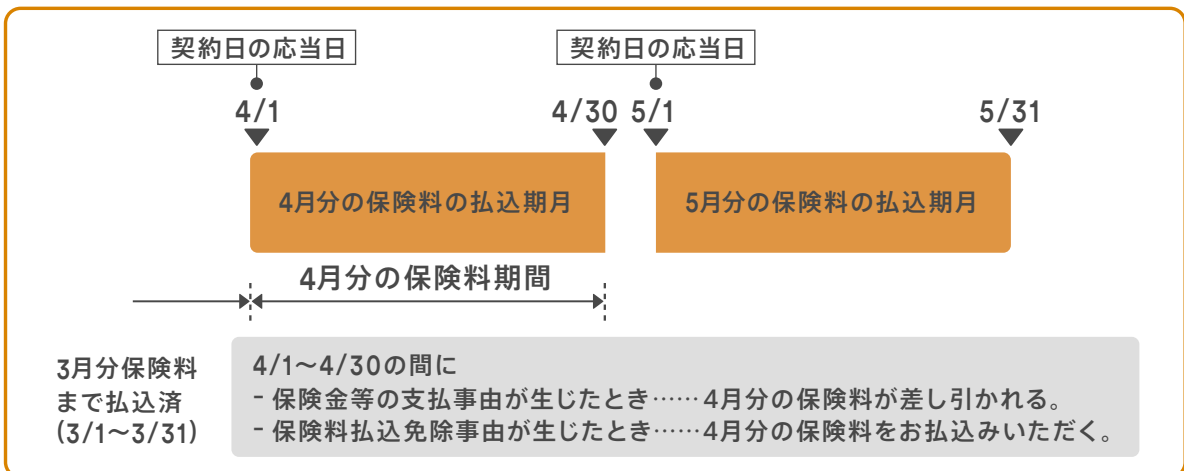 契約日の応当日 契約日の応当日
4/1 4/30 5/1 5/31
4月分の保険料の払込期月 5月分の保険料の払込期月
4月分の保険料期間
3月分保険料
まで払込済
(3/1〜3/31)
4/1〜4/30の間に
- 保険金等の支払事由が生じたとき……4月分の保険料が差し引かれる。
- 保険料払込免除事由が生じたとき……4月分の保険料をお払込みいただく。